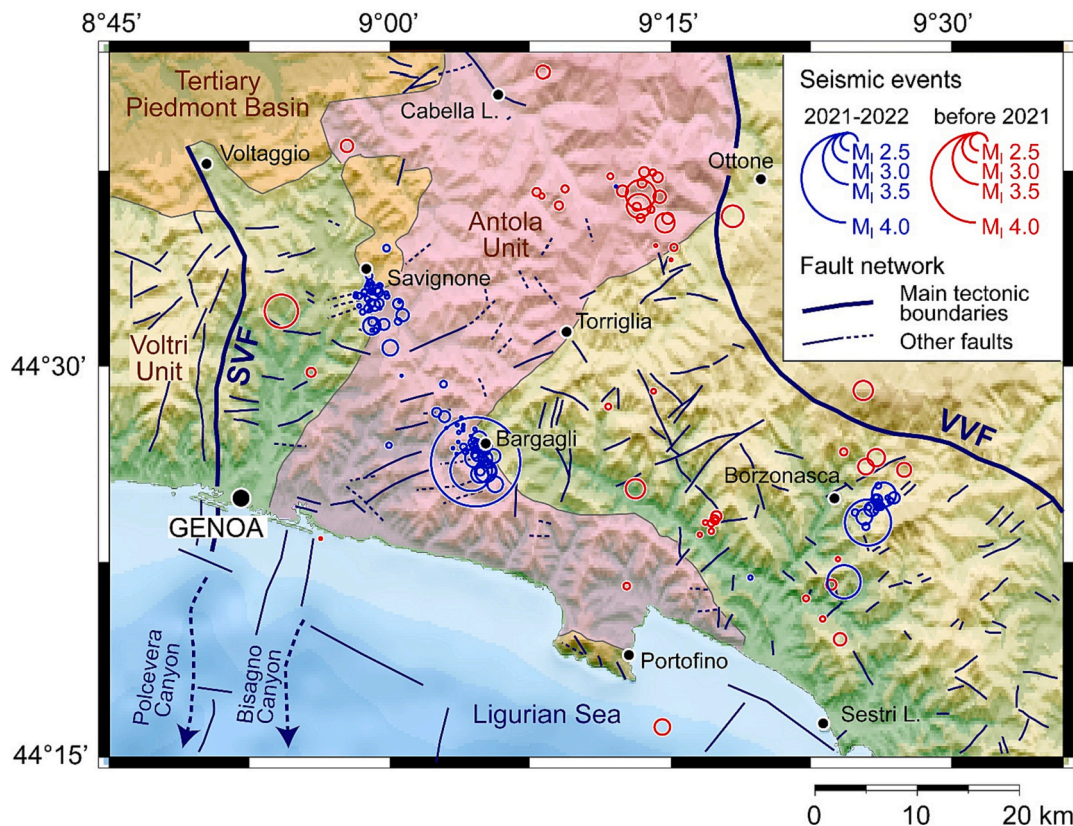 8°45'
9°00'
9°15'
9°30'
Tertiary
Piedmont Basin
Cabella L.
Voltaggio
Ottone
Antola
Unit
Savignone
Torriglia
Voltri
Unit
SVF
44°30'
Bargagli
Borzonasca
VVF
GENOA
Polcevera
Canyon
Bisagno
Canyon
Portofino
Ligurian Sea
Sestri L.
44°15'
Seismic events
2021-2022
before 2021
Ml 2.5
Ml 3.0
Ml 3.5
Ml 4.0
Ml 2.5
Ml 3.0
Ml 3.5
Ml 4.0
Fault network
Main tectonic
boundaries
Other faults
0 10 20 km